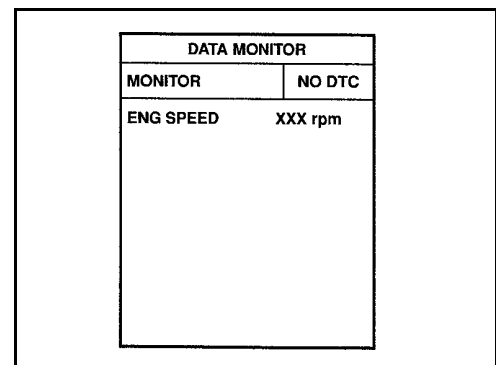 DATA MONITOR
MONITOR NO DTC
ENG SPEED XXX rpm